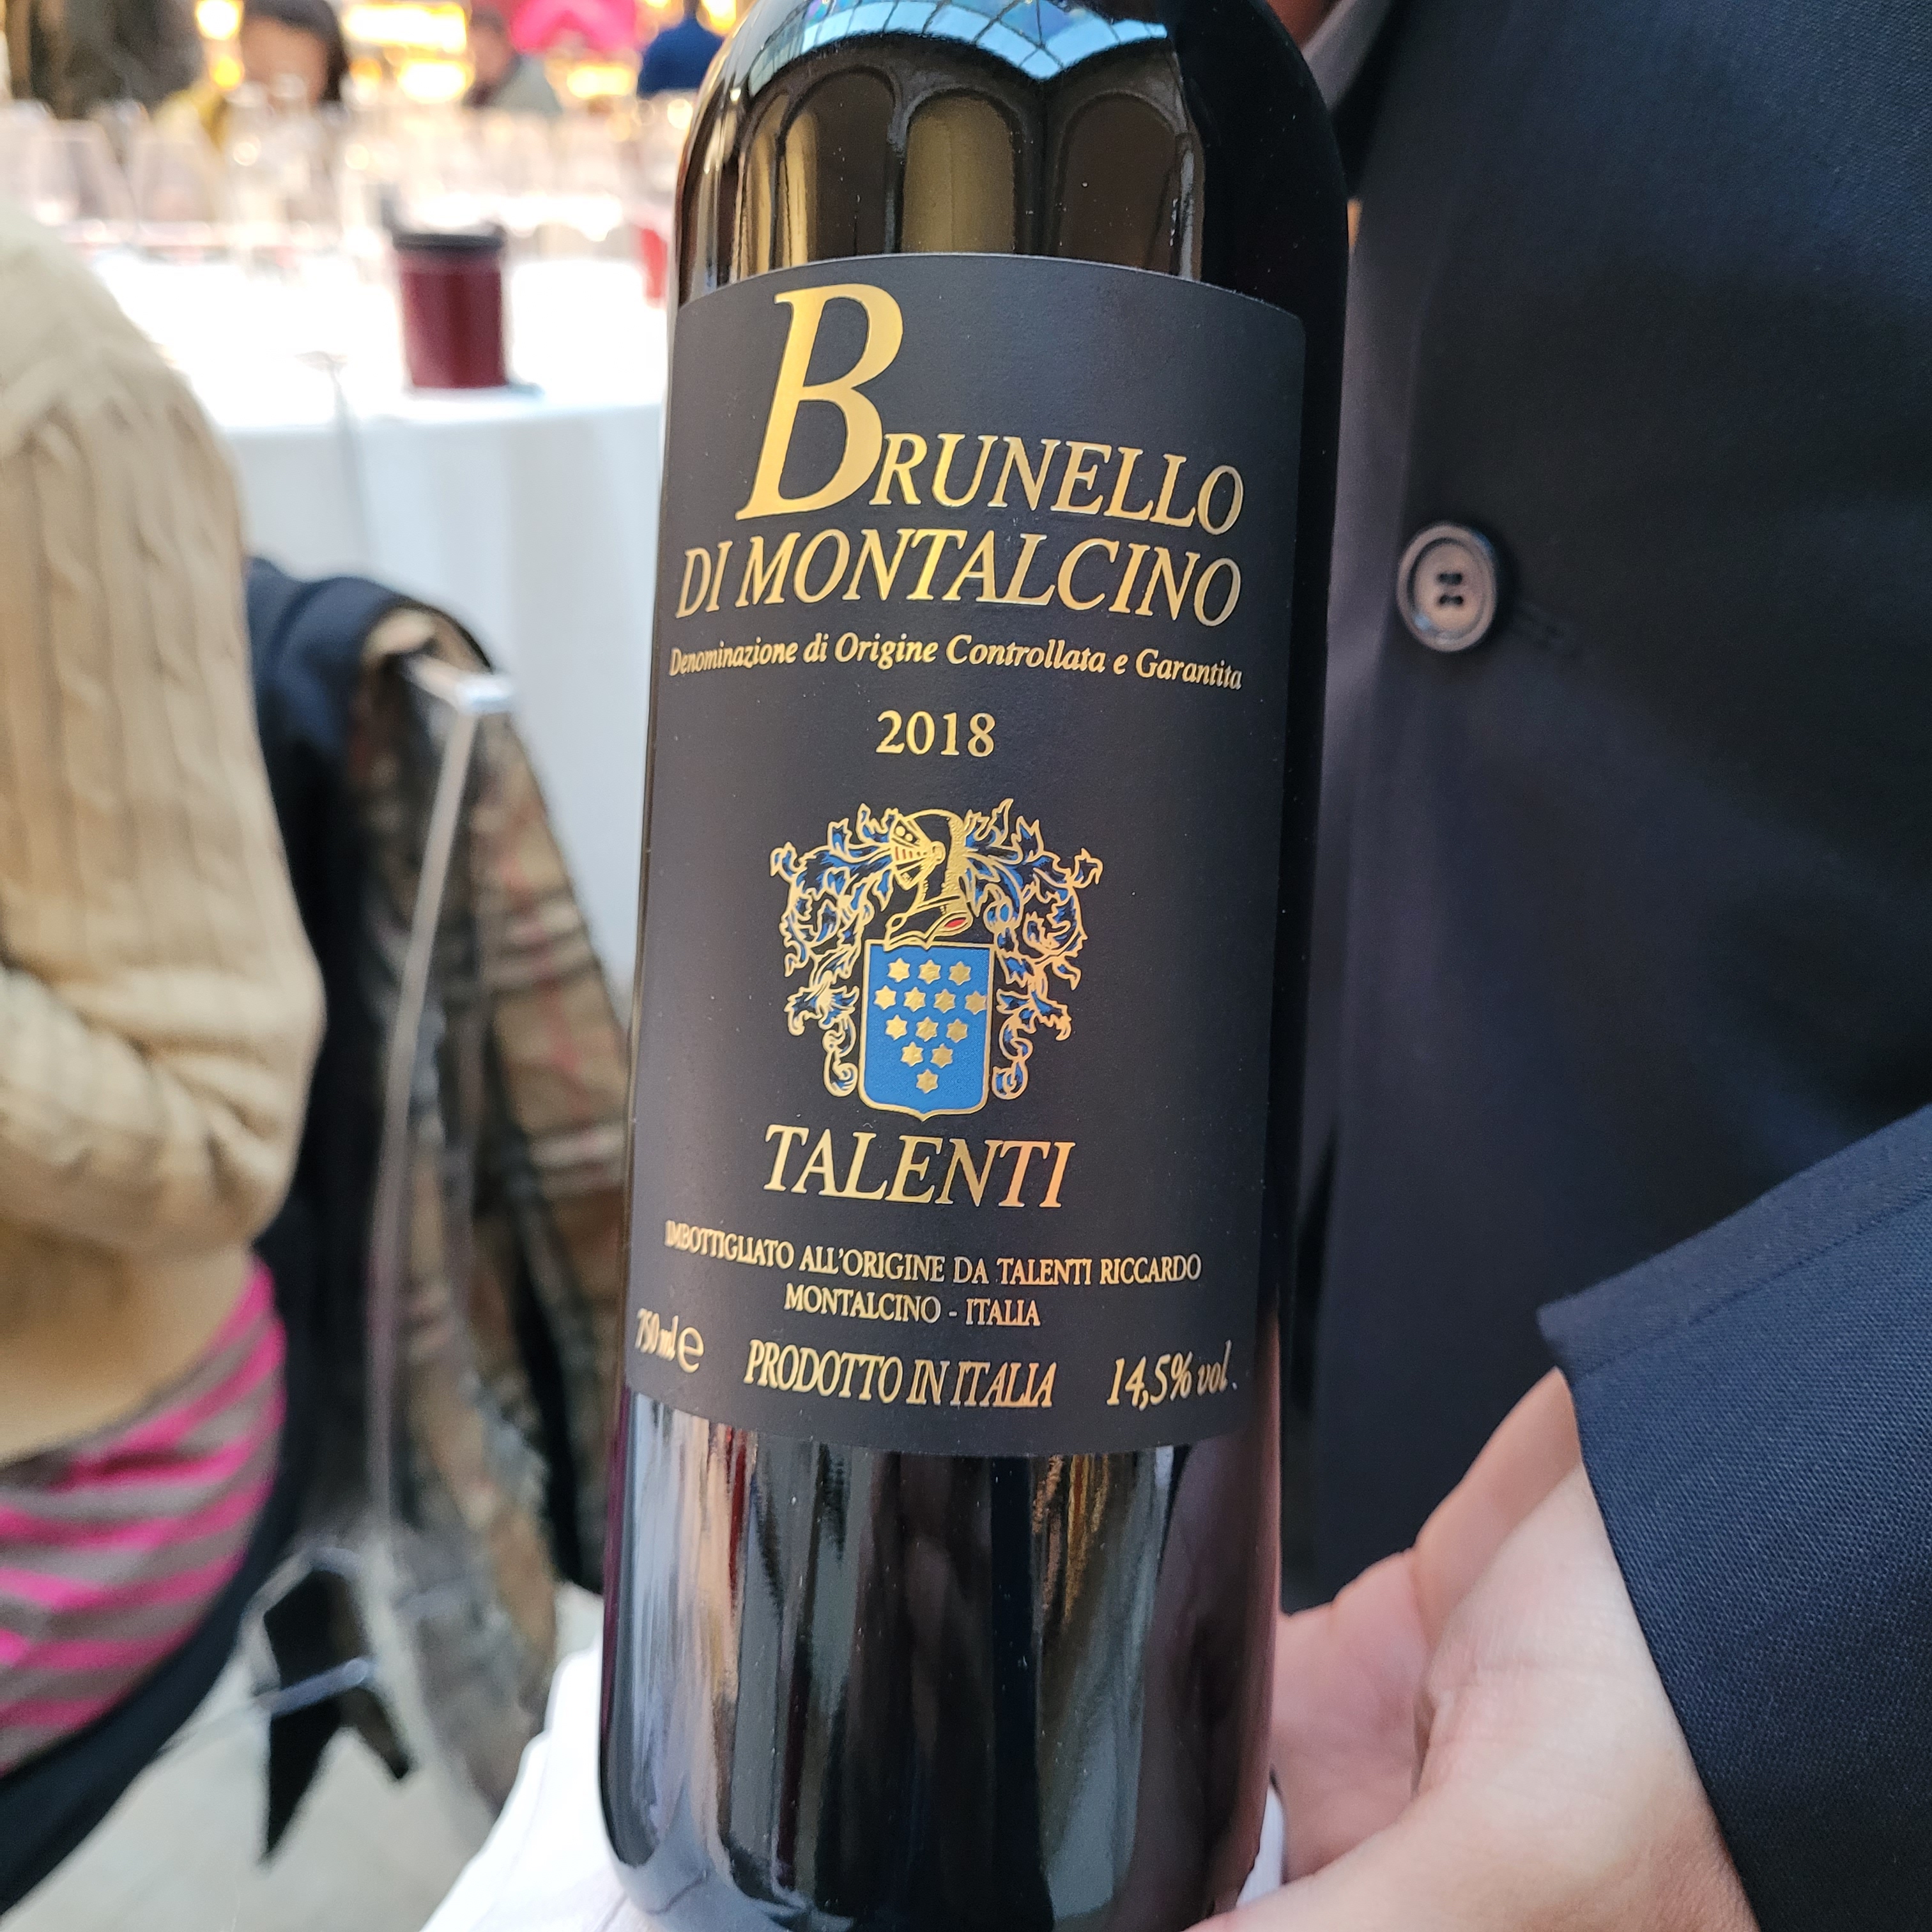 BRUNELLO
DI MONTALCINO
Denominazione di Origine Controllata e Garantita
2018
TALENTI
IMBOTTIGLIATO ALL'ORIGINE DA TALENTI RICCARDO
MONTALCINO - ITALIA
750 ml e PRODOTTO IN ITALIA 14,5% vol.